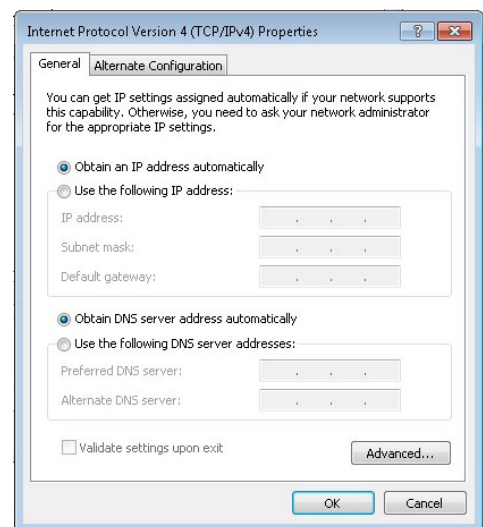 Internet Protocol Version 4 (TCP/IPv4) Properties
General
Alternate Configuration
You can get IP settings assigned automatically if your network supports
this capability. Otherwise, you need to ask your network administrator
for the appropriate IP settings.
Obtain an IP address automatically
Use the following IP address:
IP address:
Subnet mask:
Default gateway:
Obtain DNS server address automatically
Use the following DNS server addresses:
Preferred DNS server:
Alternate DNS server:
Validate settings upon exit
Advanced...
OK
Cancel